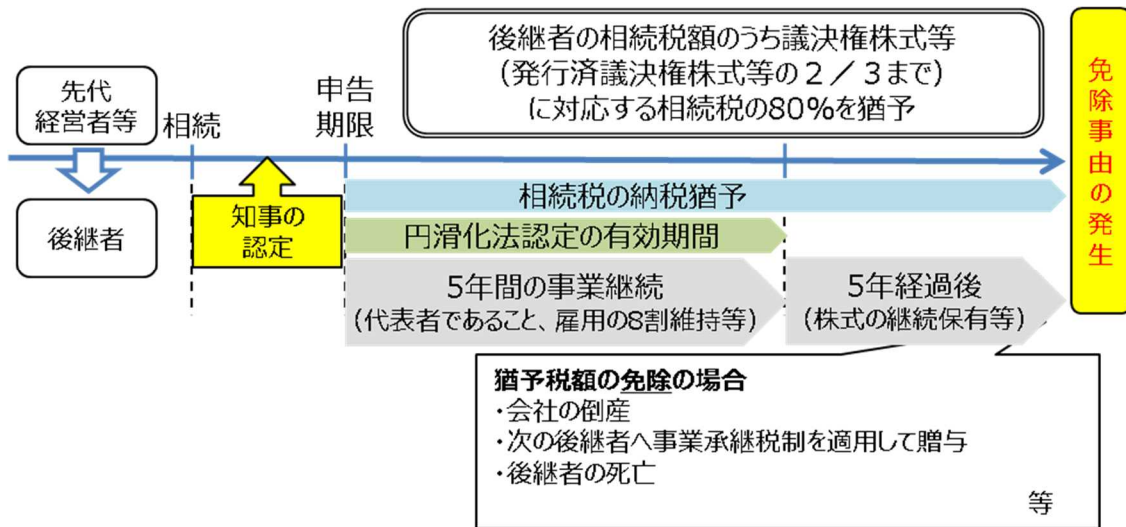 後継者の相続税額のうち議決権株式等
（発行済議決権株式等の２／３まで）
に対応する相続税の80％を猶予
先代
経営者等
相続
申告
期限
免除事由の発生
後継者
知事の
認定
相続税の納税猶予
円滑化法認定の有効期間
5年間の事業継続
（代表者であること、雇用の8割維持等）
5年経過後
（株式の継続保有等）
猶予税額の免除の場合
・会社の倒産
・次の後継者へ事業承継税制を適用して贈与
・後継者の死亡
等